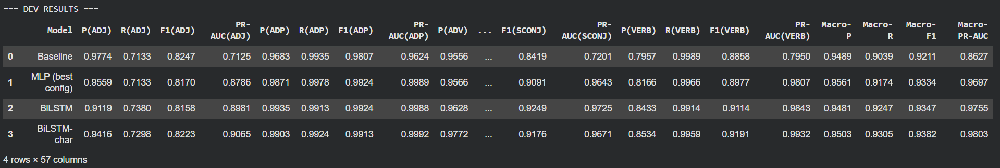 === DEV RESULTS ===
Model P(ADJ) R(ADJ) F1(ADJ) PR-AUC(ADJ) P(ADP) R(ADP) F1(ADP) PR-AUC(ADP) P(ADV) ... F1(SCONJ) PR-AUC(SCONJ) P(VERB) R(VERB) F1(VERB) PR-AUC(VERB) Macro-P Macro-R Macro-F1 Macro-PR-AUC
0 Baseline 0.9774 0.7133 0.8247 0.7125 0.9683 0.9935 0.9807 0.9624 0.9556 ... 0.8419 0.7201 0.7957 0.9989 0.8858 0.7950 0.9489 0.9039 0.9211 0.8627
1 MLP (best config) 0.9559 0.7133 0.8170 0.8786 0.9871 0.9978 0.9924 0.9989 0.9566 ... 0.9091 0.9643 0.8166 0.9966 0.8977 0.9807 0.9561 0.9174 0.9334 0.9697
2 BiLSTM 0.9119 0.7380 0.8158 0.8981 0.9935 0.9913 0.9924 0.9988 0.9628 ... 0.9249 0.9725 0.8433 0.9914 0.9114 0.9843 0.9481 0.9247 0.9347 0.9755
3 BiLSTM-char 0.9416 0.7298 0.8223 0.9065 0.9903 0.9924 0.9913 0.9992 0.9772 ... 0.9176 0.9671 0.8534 0.9959 0.9191 0.9932 0.9503 0.9305 0.9382 0.9803
4 rows × 57 columns